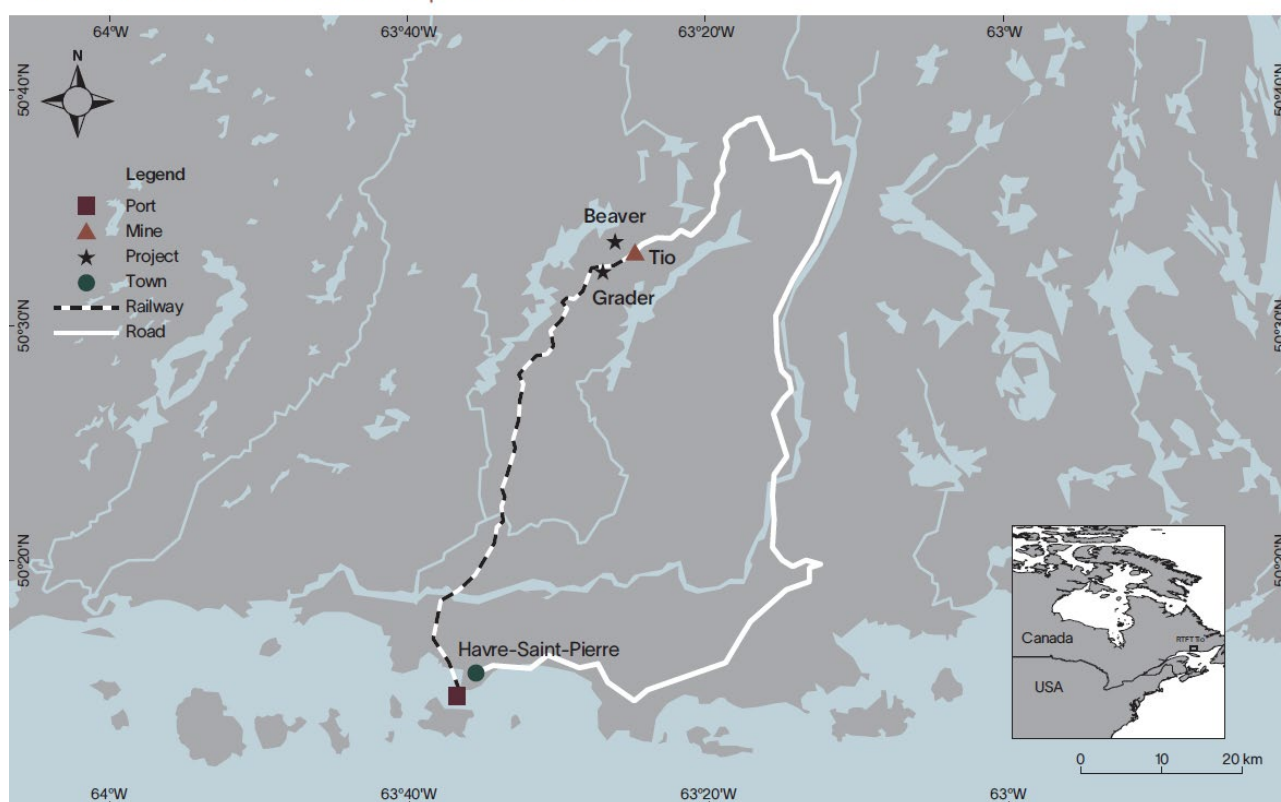 64°W
63°40'W
63°20'W
63°W
50°40'N
50°40'N
N
Legend
Port
Mine
Project
Town
Railway
Road
Beaver
Tio
Grader
50°30'N
50°30'N
50°20'N
50°20'N
Havre-Saint-Pierre
Canada
RTFT Tio
USA
0 10 20 km
64°W
63°40'W
63°20'W
63°W